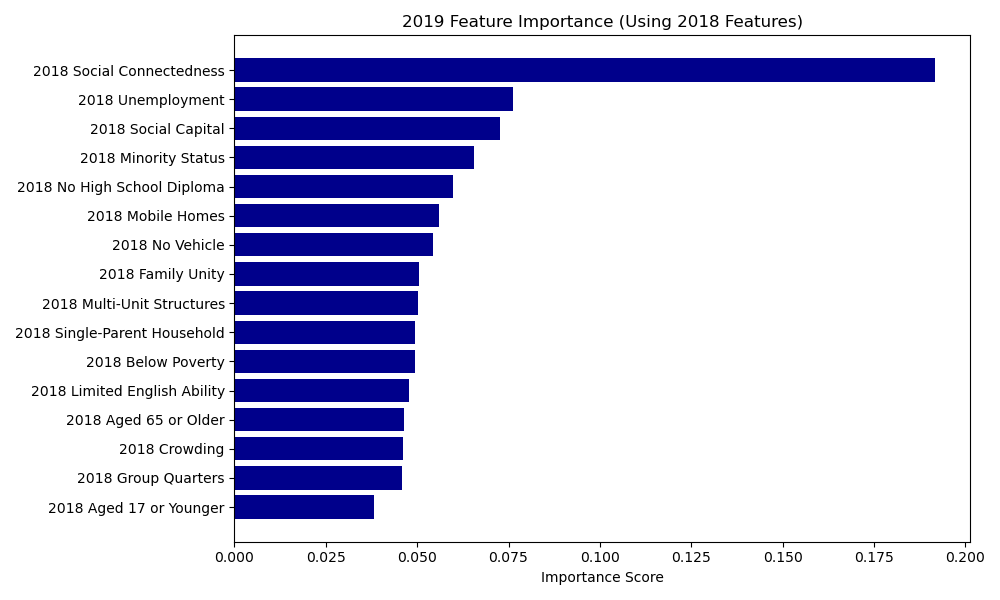 2019 Feature Importance (Using 2018 Features)
2018 Social Connectedness
2018 Unemployment
2018 Social Capital
2018 Minority Status
2018 No High School Diploma
2018 Mobile Homes
2018 No Vehicle
2018 Family Unity
2018 Multi-Unit Structures
2018 Single-Parent Household
2018 Below Poverty
2018 Limited English Ability
2018 Aged 65 or Older
2018 Crowding
2018 Group Quarters
2018 Aged 17 or Younger
0.000 0.025 0.050 0.075 0.100 0.125 0.150 0.175 0.200
Importance Score